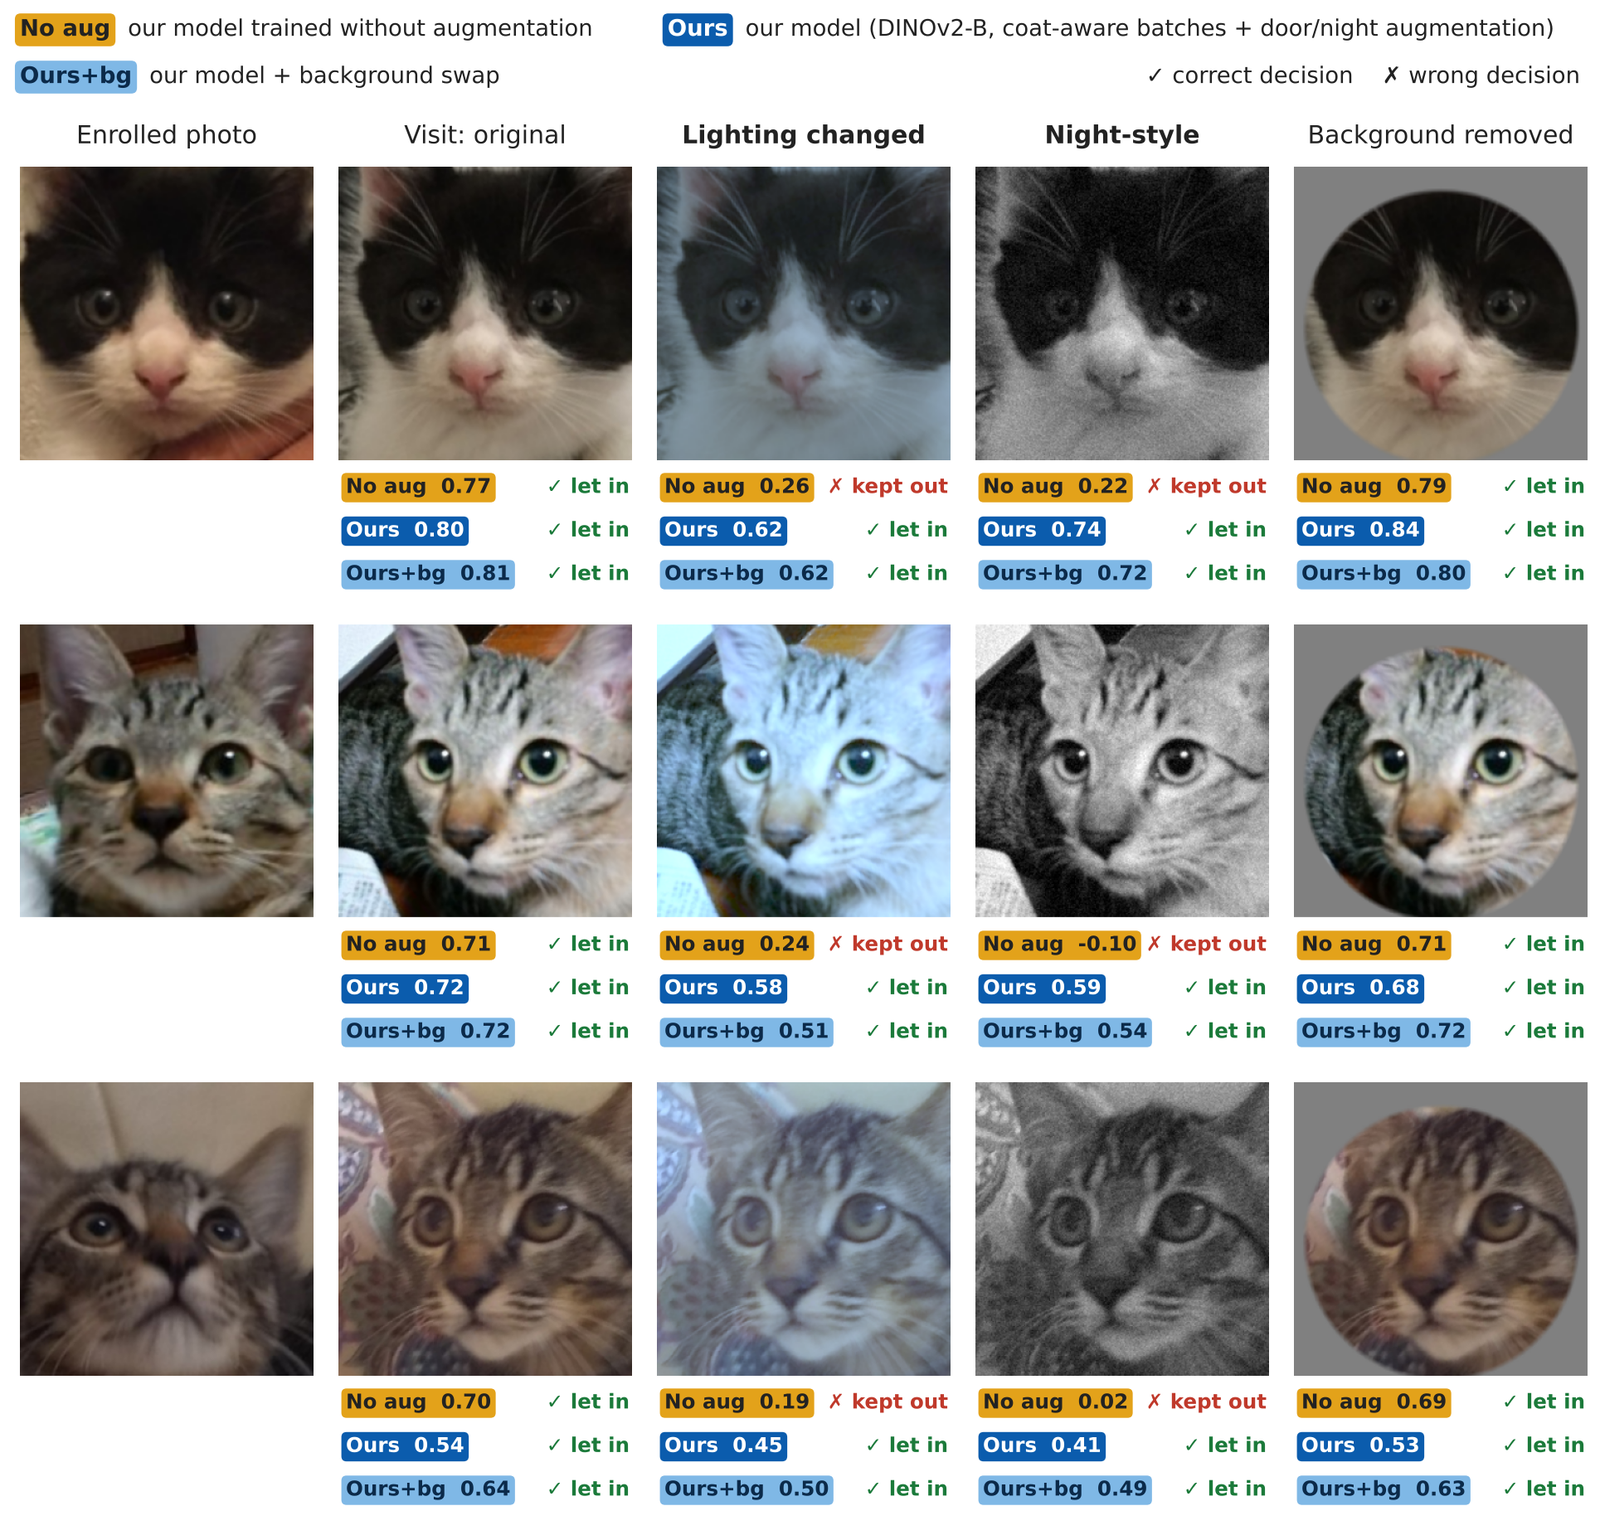 No aug our model trained without augmentation
Ours our model (DINOv2-B, coat-aware batches + door/night augmentation)
Ours+bg our model + background swap
✓ correct decision ✗ wrong decision
Enrolled photo Visit: original Lighting changed Night-style Background removed
No aug 0.77 ✓ let in No aug 0.26 ✗ kept out No aug 0.22 ✗ kept out No aug 0.79 ✓ let in
Ours 0.80 ✓ let in Ours 0.62 ✓ let in Ours 0.74 ✓ let in Ours 0.84 ✓ let in
Ours+bg 0.81 ✓ let in Ours+bg 0.62 ✓ let in Ours+bg 0.72 ✓ let in Ours+bg 0.80 ✓ let in
No aug 0.71 ✓ let in No aug 0.24 ✗ kept out No aug -0.10 ✗ kept out No aug 0.71 ✓ let in
Ours 0.72 ✓ let in Ours 0.58 ✓ let in Ours 0.59 ✓ let in Ours 0.68 ✓ let in
Ours+bg 0.72 ✓ let in Ours+bg 0.51 ✓ let in Ours+bg 0.54 ✓ let in Ours+bg 0.72 ✓ let in
No aug 0.70 ✓ let in No aug 0.19 ✗ kept out No aug 0.02 ✗ kept out No aug 0.69 ✓ let in
Ours 0.54 ✓ let in Ours 0.45 ✓ let in Ours 0.41 ✓ let in Ours 0.53 ✓ let in
Ours+bg 0.64 ✓ let in Ours+bg 0.50 ✓ let in Ours+bg 0.49 ✓ let in Ours+bg 0.63 ✓ let in